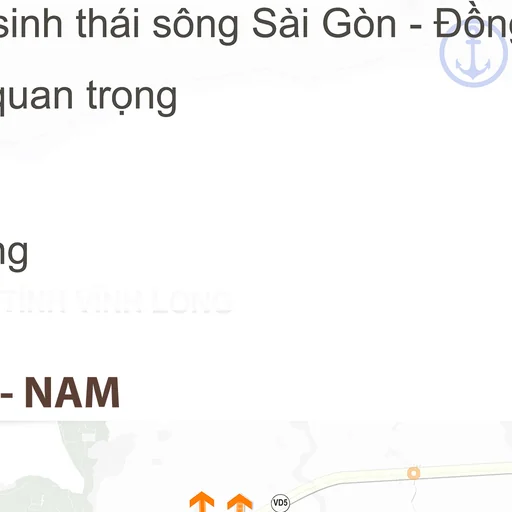 sinh thái sông Sài Gòn - Đồng
quan trọng
ng
TỈNH VĨNH LONG
- NAM
VD5